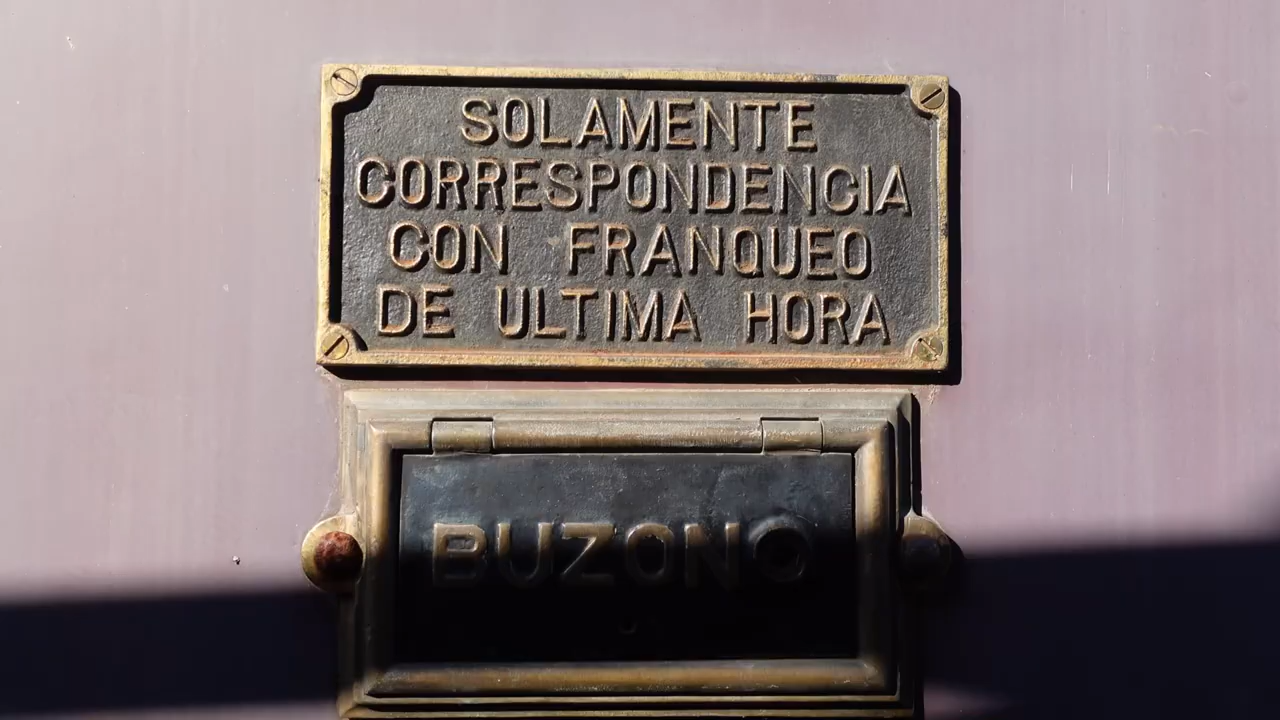 SOLAMENTE
CORRESPONDENCIA
CON FRANQUEO
DE ULTIMA HORA
BUZON